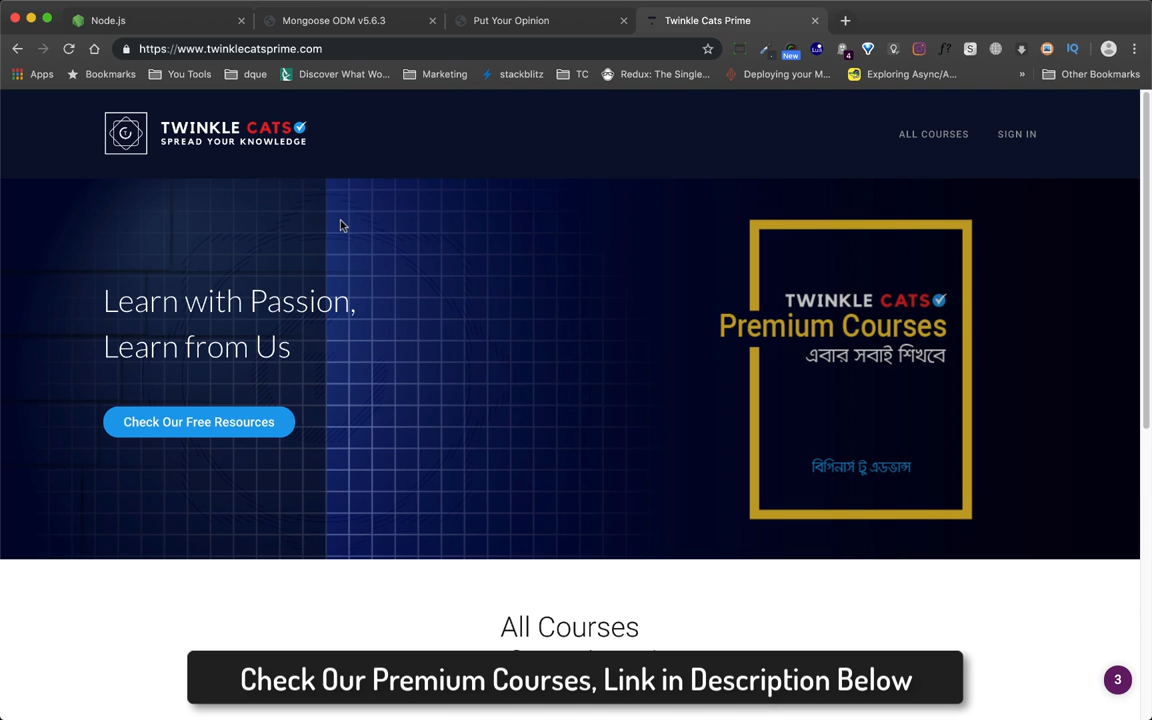 Node.js
Mongoose ODM v5.6.3
Put Your Opinion
Twinkle Cats Prime
https://www.twinklecatsprime.com
New
4
Apps
Bookmarks
You Tools
dque
Discover What Wo...
Marketing
stackblitz
TC
Redux: The Single...
Deploying your M...
Exploring Async/A...
»
Other Bookmarks
TWINKLE CATS
SPREAD YOUR KNOWLEDGE
ALL COURSES
SIGN IN
Learn with Passion,
Learn from Us
Check Our Free Resources
TWINKLE CATS
Premium Courses
এবার সবাই শিখবে
বিগিনার্স টু এডভান্স
All Courses
Check Our Premium Courses, Link in Description Below
3